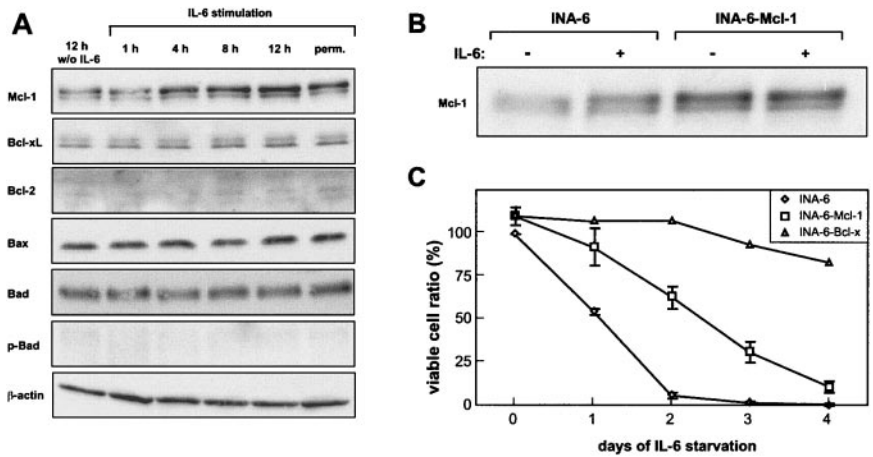 A
IL-6 stimulation
12 h w/o IL-6 1 h 4 h 8 h 12 h perm.
Mcl-1
Bcl-xL
Bcl-2
Bax
Bad
p-Bad
β-actin
B
INA-6 INA-6-Mcl-1
IL-6: - + - +
Mcl-1
C
INA-6
INA-6-Mcl-1
INA-6-Bcl-x
viable cell ratio (%)
100
75
50
25
0
0 1 2 3 4
days of IL-6 starvation